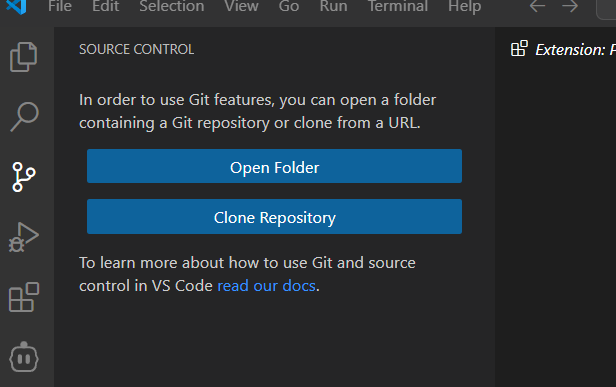 File Edit Selection View Go Run Terminal Help
SOURCE CONTROL
Extension:
In order to use Git features, you can open a folder
containing a Git repository or clone from a URL.
Open Folder
Clone Repository
To learn more about how to use Git and source
control in VS Code read our docs.